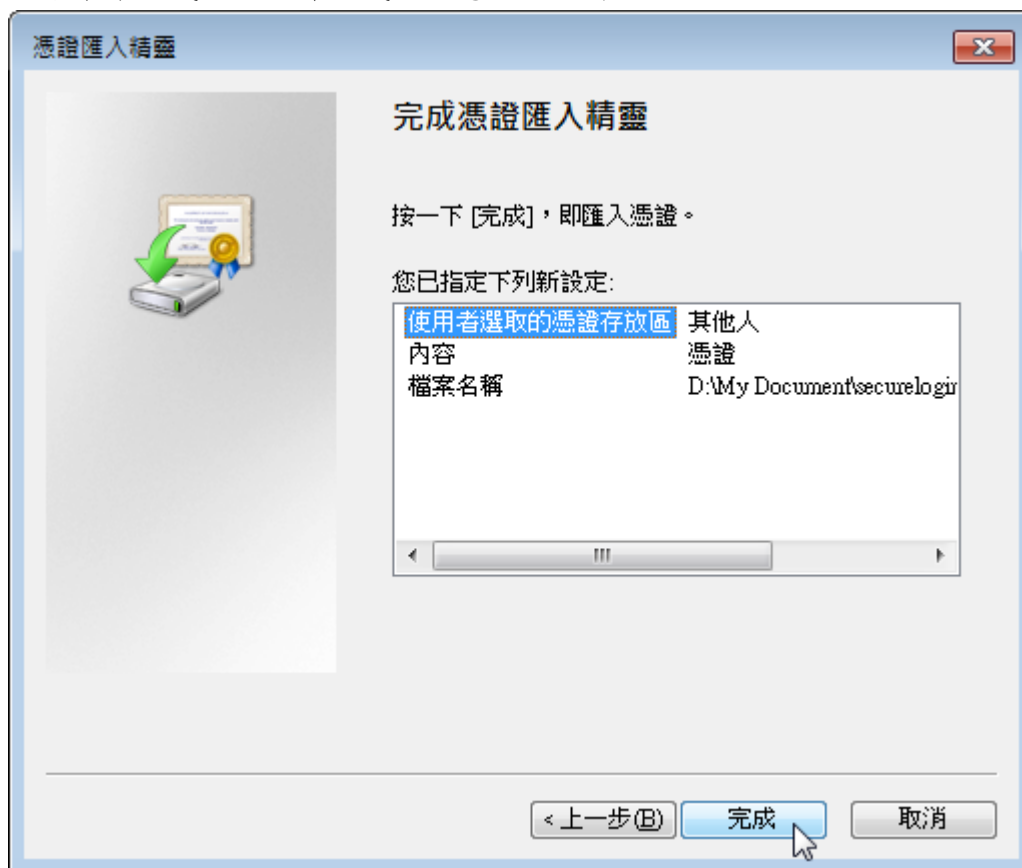 憑證匯入精靈
完成憑證匯入精靈
按一下 [完成]，即匯入憑證。
您已指定下列新設定:
使用者選取的憑證存放區 其他人
內容 憑證
檔案名稱 D:\My Document\securelogin
<上一步(B) 完成 取消